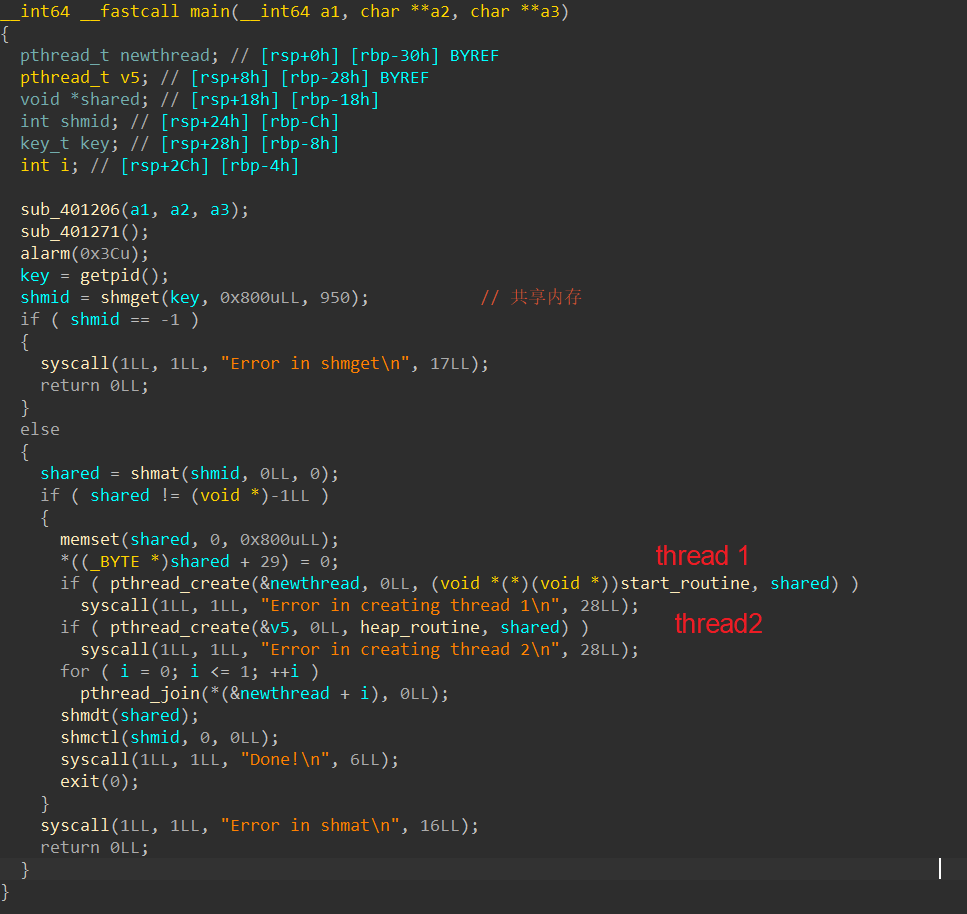 __int64 __fastcall main(__int64 a1, char **a2, char **a3)
{
  pthread_t newthread; // [rsp+0h] [rbp-30h] BYREF
  pthread_t v5; // [rsp+8h] [rbp-28h] BYREF
  void *shared; // [rsp+18h] [rbp-18h]
  int shmid; // [rsp+24h] [rbp-Ch]
  key_t key; // [rsp+28h] [rbp-8h]
  int i; // [rsp+2Ch] [rbp-4h]

  sub_401206(a1, a2, a3);
  sub_401271();
  alarm(0x3Cu);
  key = getpid();
  shmid = shmget(key, 0x800uLL, 950);           // 共享内存
  if ( shmid == -1 )
  {
    syscall(1LL, 1LL, "Error in shmget\n", 17LL);
    return 0LL;
  }
  else
  {
    shared = shmat(shmid, 0LL, 0);
    if ( shared != (void *)-1LL )
    {
      memset(shared, 0, 0x800uLL);
      *((_BYTE *)shared + 29) = 0;
thread 1
      if ( pthread_create(&newthread, 0LL, (void *(*)(void *))start_routine, shared) )
        syscall(1LL, 1LL, "Error in creating thread 1\n", 28LL);
thread2
      if ( pthread_create(&v5, 0LL, heap_routine, shared) )
        syscall(1LL, 1LL, "Error in creating thread 2\n", 28LL);
      for ( i = 0; i <= 1; ++i )
        pthread_join(*(&newthread + i), 0LL);
      shmdt(shared);
      shmctl(shmid, 0, 0LL);
      syscall(1LL, 1LL, "Done!\n", 6LL);
      exit(0);
    }
    syscall(1LL, 1LL, "Error in shmat\n", 16LL);
    return 0LL;
  }
}